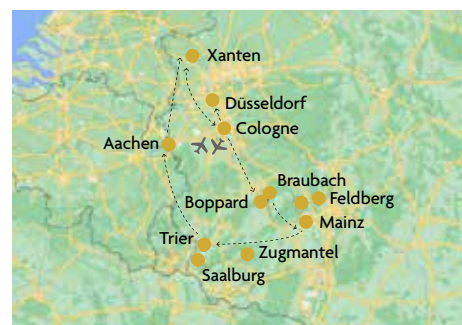 Xanten
Düsseldorf
Cologne
Aachen
Braubach
Feldberg
Boppard
Mainz
Trier
Zugmantel
Saalburg